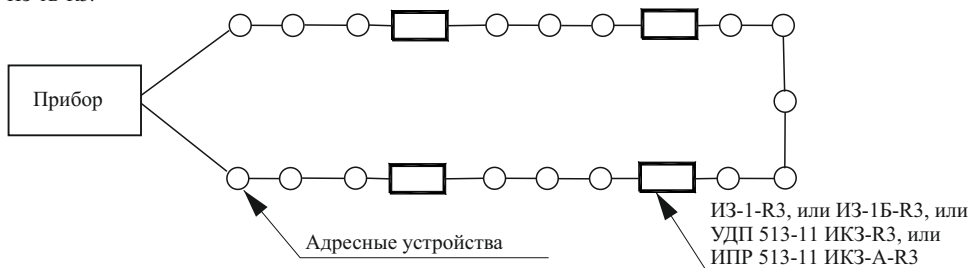 Прибор
Адресные устройства
ИЗ-1-R3, или ИЗ-1Б-R3, или
УДП 513-11 ИКЗ-R3, или
ИПР 513-11 ИКЗ-А-R3